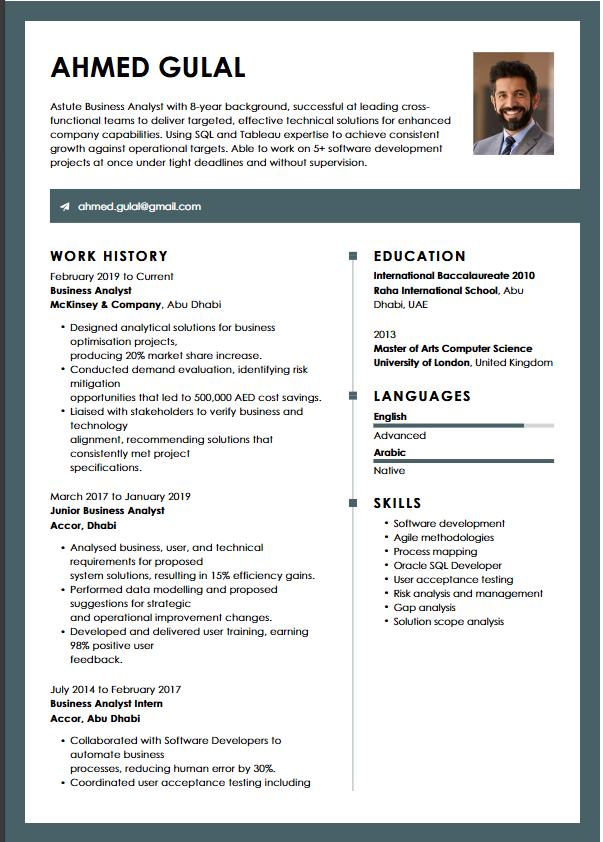 AHMED GULAL
Astute Business Analyst with 8-year background, successful at leading cross-
functional teams to deliver targeted, effective technical solutions for enhanced
company capabilities. Using SQL and Tableau expertise to achieve consistent
growth against operational targets. Able to work on 5+ software development
projects at once under tight deadlines and without supervision.
ahmed.gulal@gmail.com
WORK HISTORY
February 2019 to Current
Business Analyst
McKinsey & Company, Abu Dhabi
• Designed analytical solutions for business
optimisation projects,
producing 20% market share increase.
• Conducted demand evaluation, identifying risk
mitigation
opportunities that led to 500,000 AED cost savings.
• Liaised with stakeholders to verify business and
technology
alignment, recommending solutions that
consistently met project
specifications.
March 2017 to January 2019
Junior Business Analyst
Accor, Dhabi
• Analysed business, user, and technical
requirements for proposed
system solutions, resulting in 15% efficiency gains.
• Performed data modelling and proposed
suggestions for strategic
and operational improvement changes.
• Developed and delivered user training, earning
98% positive user
feedback.
July 2014 to February 2017
Business Analyst Intern
Accor, Abu Dhabi
• Collaborated with Software Developers to
automate business
processes, reducing human error by 30%.
• Coordinated user acceptance testing including
EDUCATION
International Baccalaureate 2010
Raha International School, Abu
Dhabi, UAE
2013
Master of Arts Computer Science
University of London, United Kingdom
LANGUAGES
English
Advanced
Arabic
Native
SKILLS
• Software development
• Agile methodologies
• Process mapping
• Oracle SQL Developer
• User acceptance testing
• Risk analysis and management
• Gap analysis
• Solution scope analysis